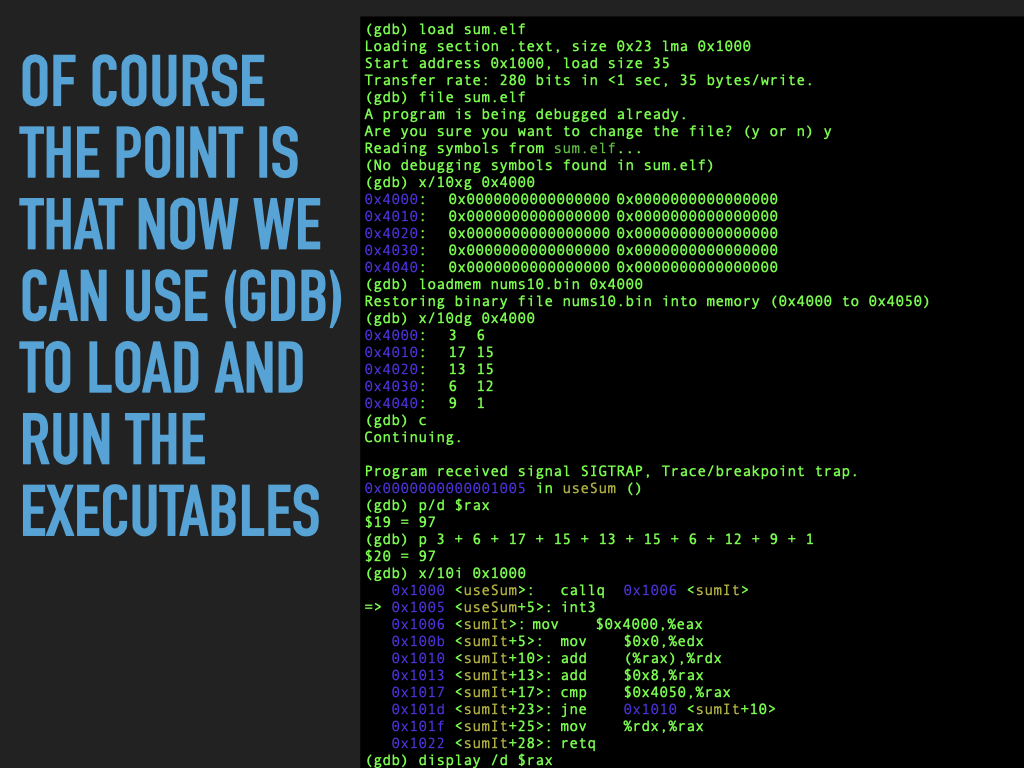 OF COURSE
THE POINT IS
THAT NOW WE
CAN USE (GDB)
TO LOAD AND
RUN THE
EXECUTABLES
(gdb) load sum.elf
Loading section .text, size 0x23 lma 0x1000
Start address 0x1000, load size 35
Transfer rate: 280 bits in <1 sec, 35 bytes/write.
(gdb) file sum.elf
A program is being debugged already.
Are you sure you want to change the file? (y or n) y
Reading symbols from sum.elf...
(No debugging symbols found in sum.elf)
(gdb) x/10xg 0x4000
0x4000: 0x0000000000000000 0x0000000000000000
0x4010: 0x0000000000000000 0x0000000000000000
0x4020: 0x0000000000000000 0x0000000000000000
0x4030: 0x0000000000000000 0x0000000000000000
0x4040: 0x0000000000000000 0x0000000000000000
(gdb) loadmem nums10.bin 0x4000
Restoring binary file nums10.bin into memory (0x4000 to 0x4050)
(gdb) x/10dg 0x4000
0x4000: 3 6
0x4010: 17 15
0x4020: 13 15
0x4030: 6 12
0x4040: 9 1
(gdb) c
Continuing.
Program received signal SIGTRAP, Trace/breakpoint trap.
0x0000000000001005 in useSum ()
(gdb) p/d $rax
$19 = 97
(gdb) p 3 + 6 + 17 + 15 + 13 + 15 + 6 + 12 + 9 + 1
$20 = 97
(gdb) x/10i 0x1000
0x1000 <useSum>: callq 0x1006 <sumIt>
=> 0x1005 <useSum+5>: int3
0x1006 <sumIt>: mov $0x4000,%eax
0x100b <sumIt+5>: mov $0x0,%edx
0x1010 <sumIt+10>: add (%rax),%rdx
0x1013 <sumIt+13>: add $0x8,%rax
0x1017 <sumIt+17>: cmp $0x4050,%rax
0x101d <sumIt+23>: jne 0x1010 <sumIt+10>
0x101f <sumIt+25>: mov %rdx,%rax
0x1022 <sumIt+28>: retq
(gdb) display /d $rax